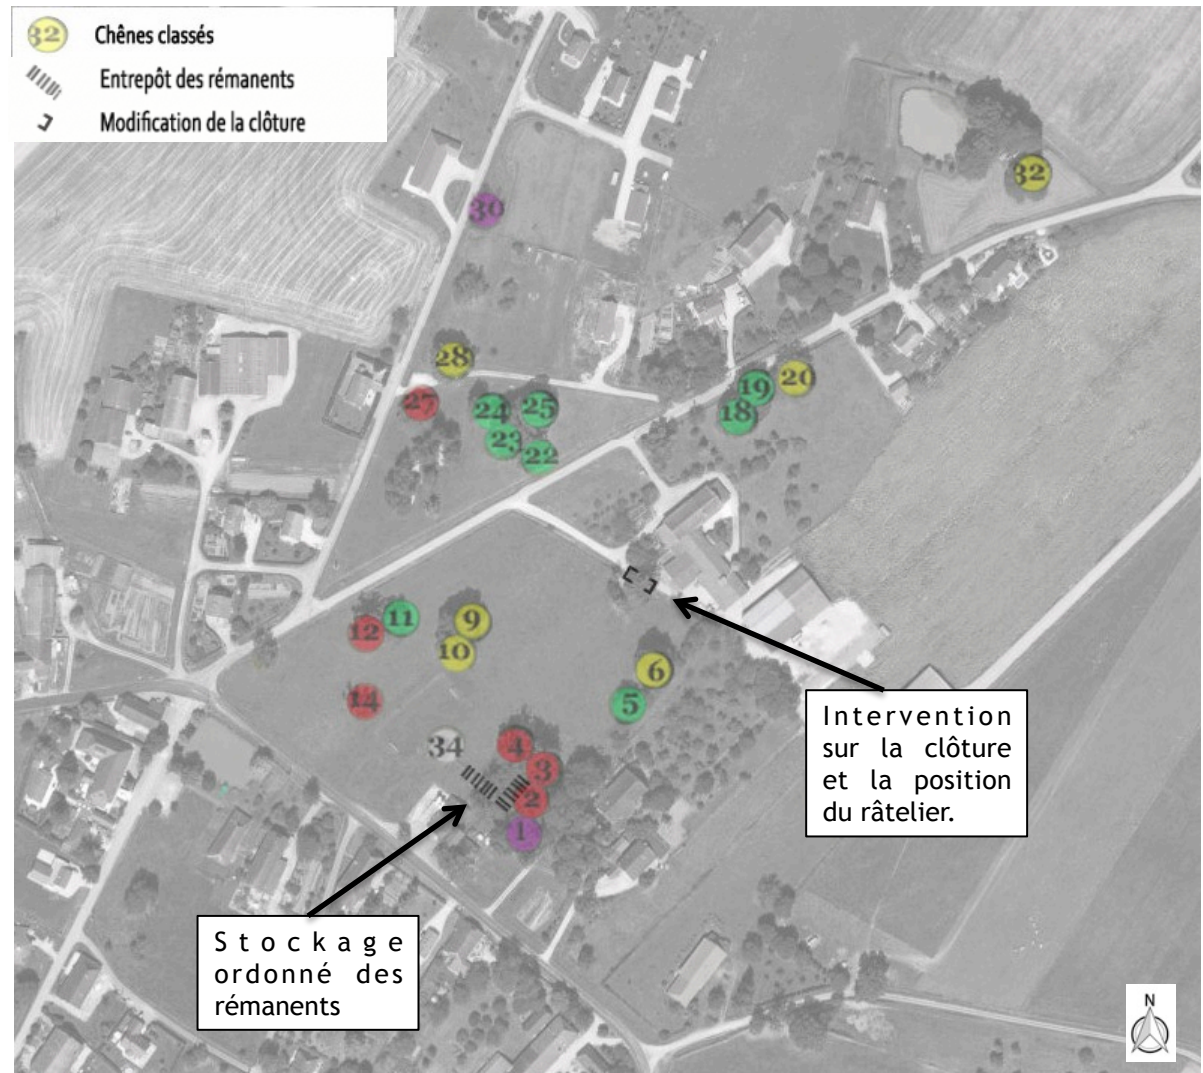 32 Chênes classés
Entrepôt des rémanents
Modification de la clôture
32
30
28
27
24
25
23
22
19
20
18
11
12
9
10
6
5
14
34
4
3
2
1
Intervention
sur la clôture
et la position
du râtelier.
Stockage
ordonné des
rémanents
N